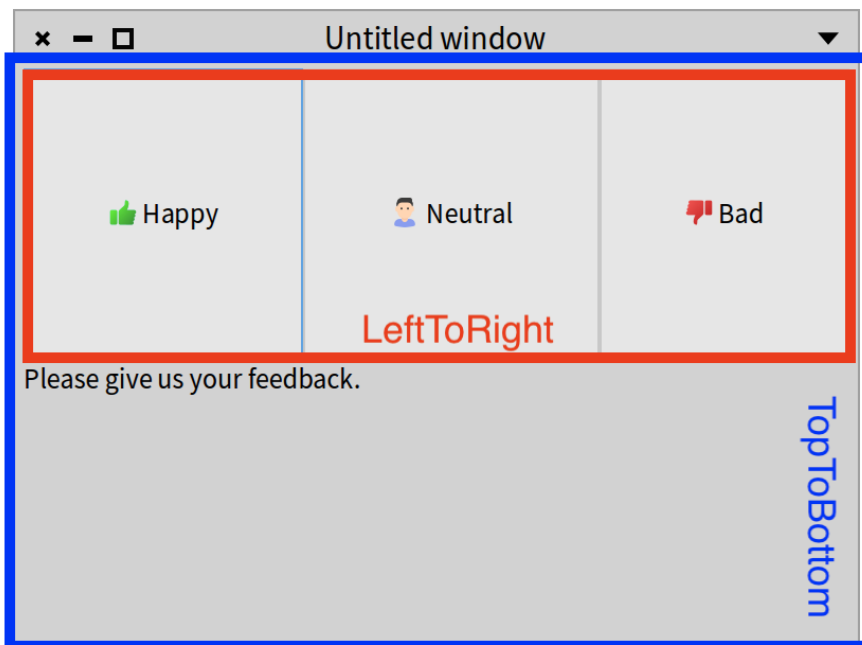 Untitled window
Happy
Neutral
Bad
LeftToRight
Please give us your feedback.
TopToBottom